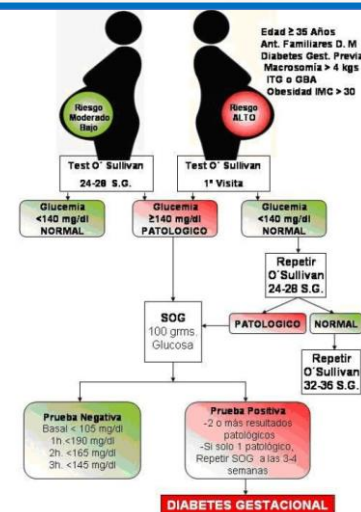 Edad ≥ 35 Años
Ant. Familiares D. M
Diabetes Gest. Previa
Macrosomía > 4 kgs
ITG o GBA
Obesidad IMC > 30
Riesgo
Moderado
Bajo
Riesgo
ALTO
Test O´ Sullivan
24-28 S.G.
Test O´ Sullivan
1ª Visita
Glucemia
<140 mg/dl
NORMAL
Glucemia
≥140 mg/dl
PATOLOGICO
Glucemia
<140 mg/dl
NORMAL
Repetir
O´Sullivan
24-28 S.G.
SOG
100 grms.
Glucosa
PATOLOGICO
NORMAL
Repetir
O´Sullivan
32-36 S.G.
Prueba Negativa
Basal < 105 mg/dl
1h <190 mg/dl
2h. <165 mg/dl
3h. <145 mg/dl
Prueba Positiva
-2 o más resultados
patológicos
-Si solo 1 patológico,
Repetir SOG a las 3-4
semanas
DIABETES GESTACIONAL